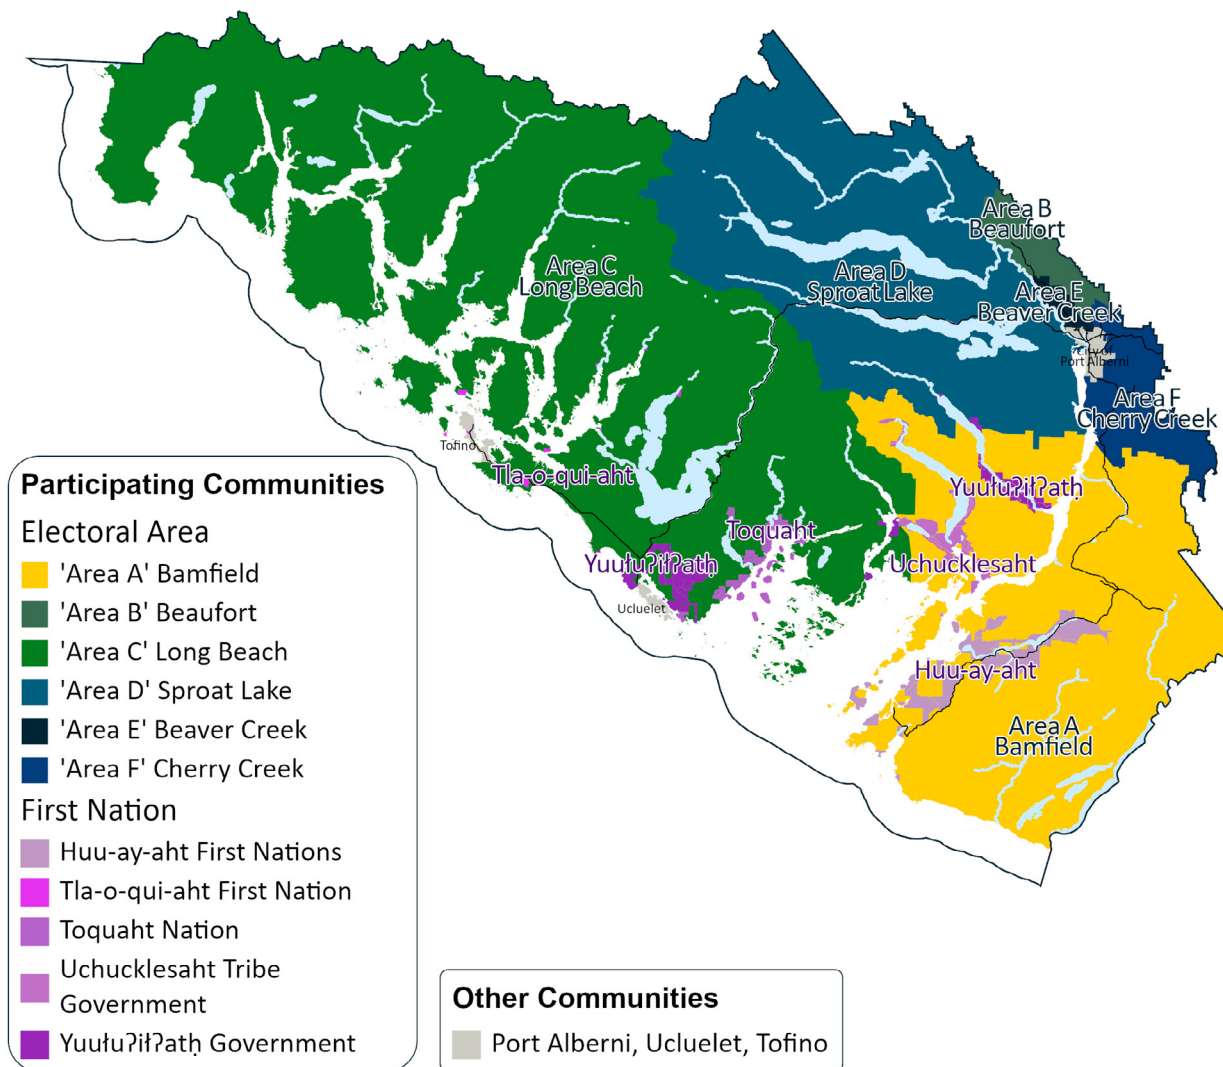 Area B
Beaufort
Area C
Long Beach
Area D
Sproat Lake
Area E
Beaver Creek
City of
Port Alberni
Area F
Cherry Creek
Tofino
Tla-o-qui-aht
Yuułuʔiłʔatḥ
Toquaht
Yuułuʔiłʔatḥ
Uchucklesaht
Ucluelet
Huu-ay-aht
Area A
Bamfield
Participating Communities
Electoral Area
'Area A' Bamfield
'Area B' Beaufort
'Area C' Long Beach
'Area D' Sproat Lake
'Area E' Beaver Creek
'Area F' Cherry Creek
First Nation
Huu-ay-aht First Nations
Tla-o-qui-aht First Nation
Toquaht Nation
Uchucklesaht Tribe
Government
Yuułuʔiłʔatḥ Government
Other Communities
Port Alberni, Ucluelet, Tofino